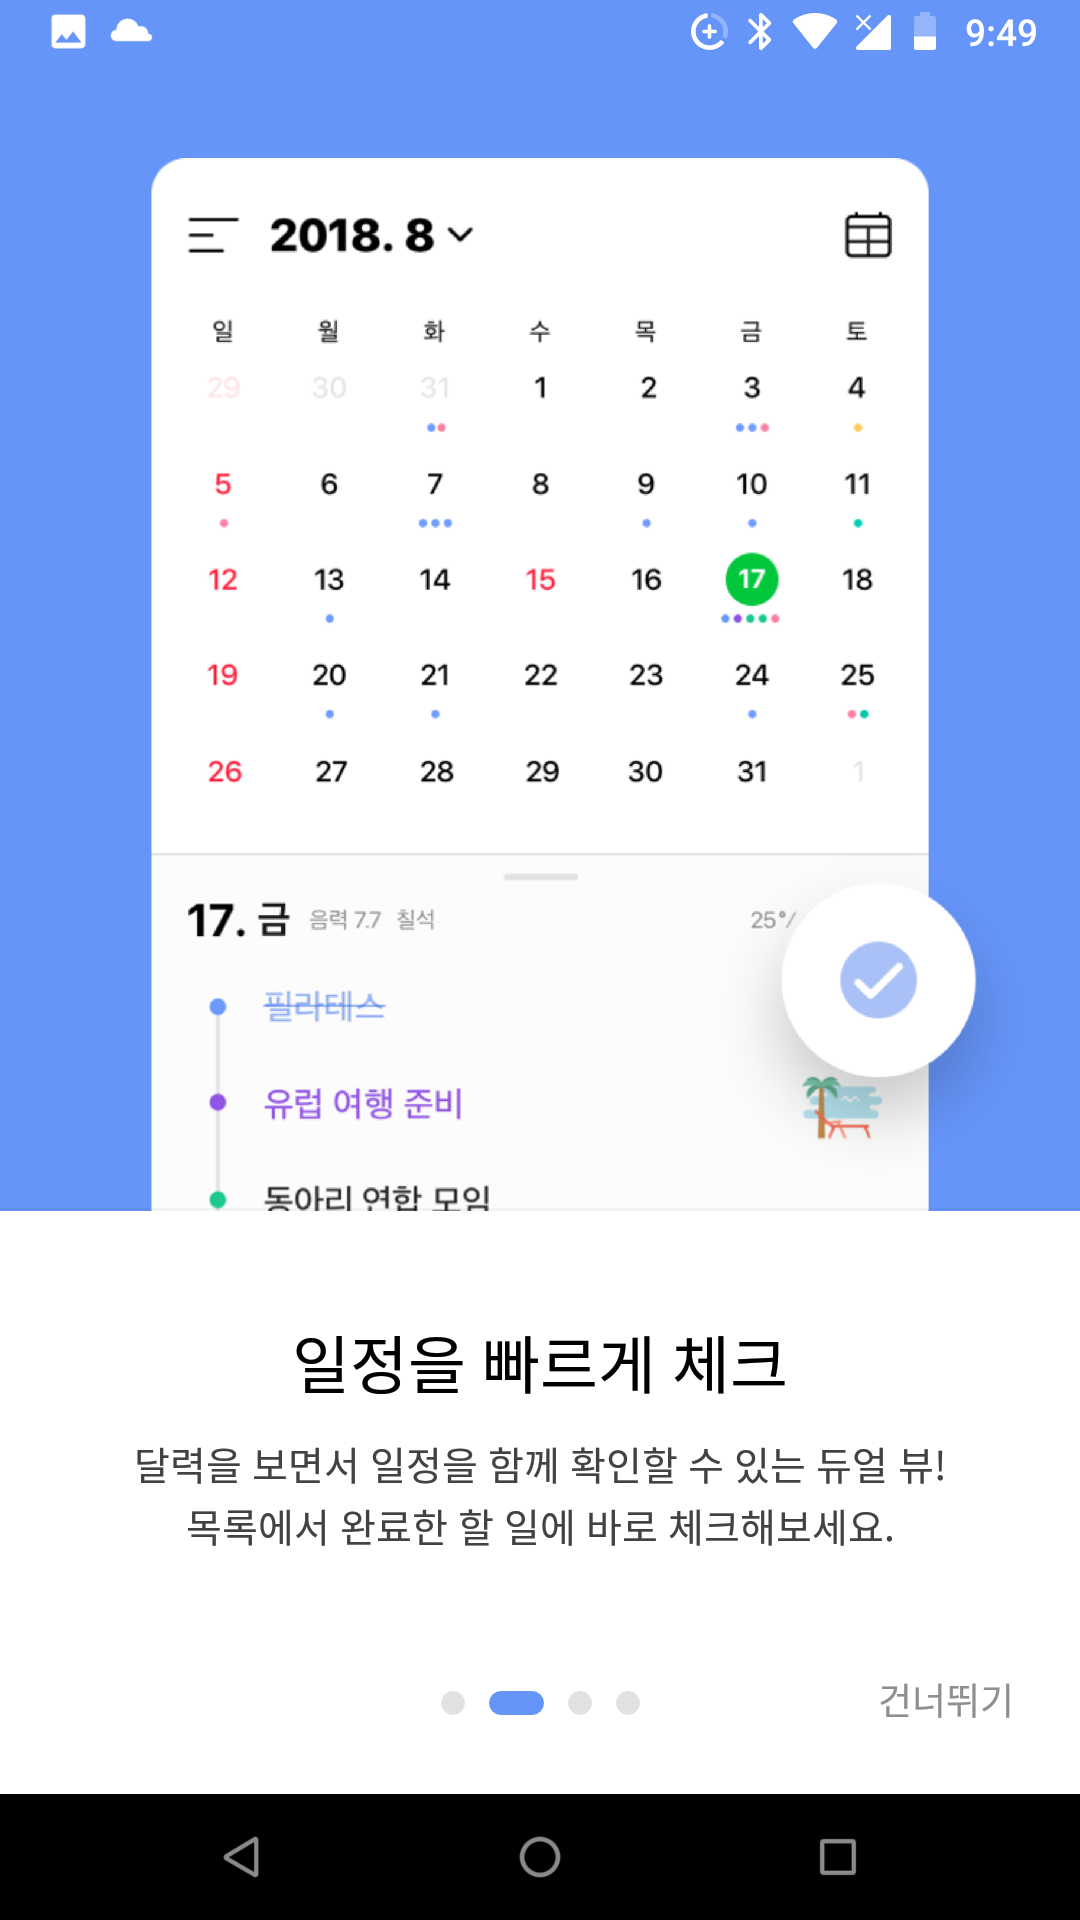 9:49
2018. 8
일 월 화 수 목 금 토
29 30 31 1 2 3 4
5 6 7 8 9 10 11
12 13 14 15 16 17 18
19 20 21 22 23 24 25
26 27 28 29 30 31 1
17. 금 음력 7.7 칠석 25°/
필라테스
유럽 여행 준비
동아리 연합 모임
일정을 빠르게 체크
달력을 보면서 일정을 함께 확인할 수 있는 듀얼 뷰!
목록에서 완료한 할 일에 바로 체크해보세요.
건너뛰기